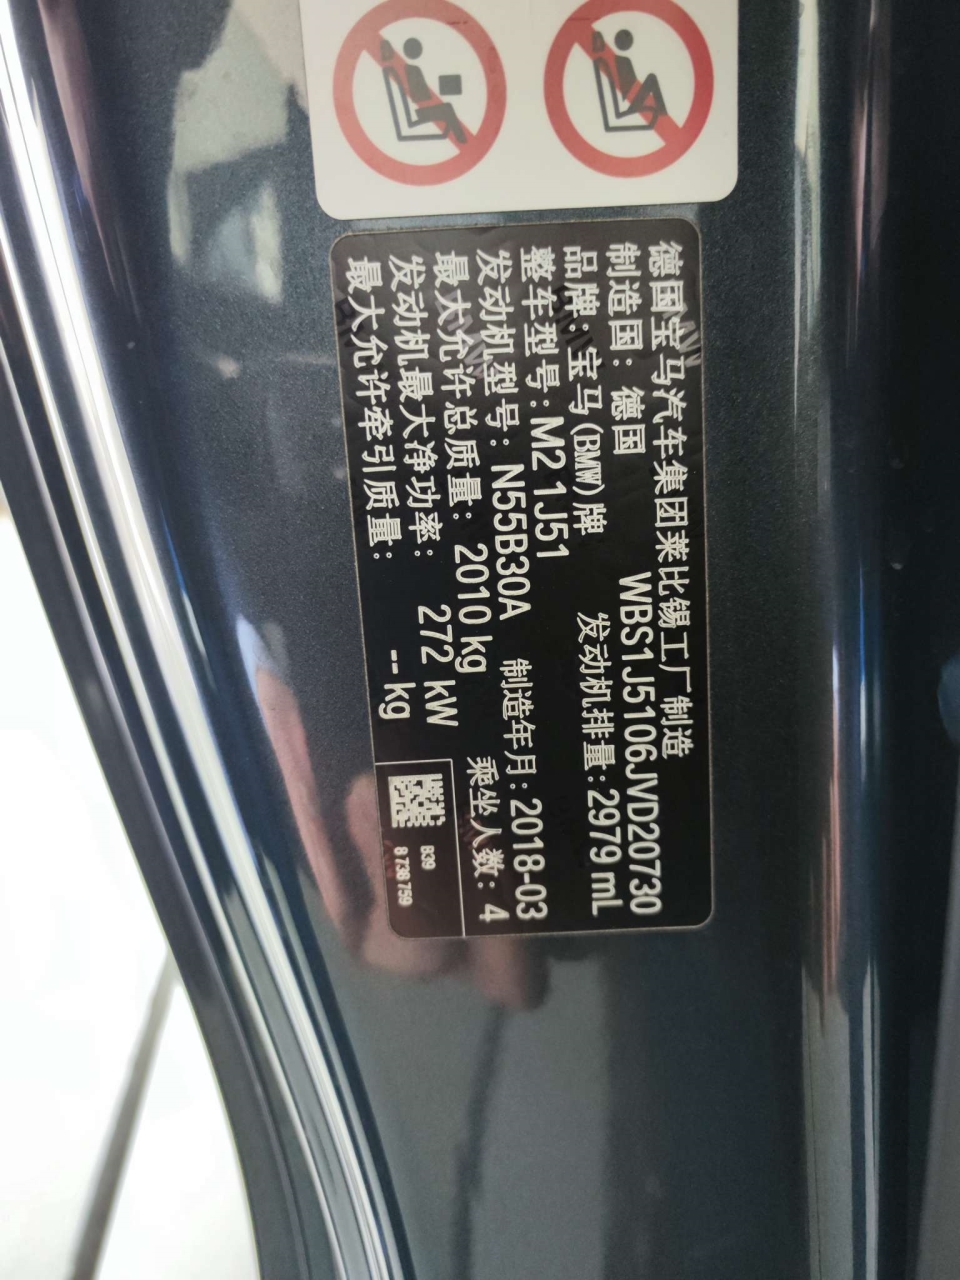 德国宝马汽车集团莱比锡工厂制造
制造国：德国 WBS1J5106JVD20730
品牌：宝马(BMW)牌 发动机排量：2979 mL
整车型号：M2 1J51
发动机型号：N55B30A 制造年月：2018-03
最大允许总质量：2010 kg 乘坐人数：4
发动机最大净功率：272 kW
最大允许牵引质量：-- kg
B39
8 738 759